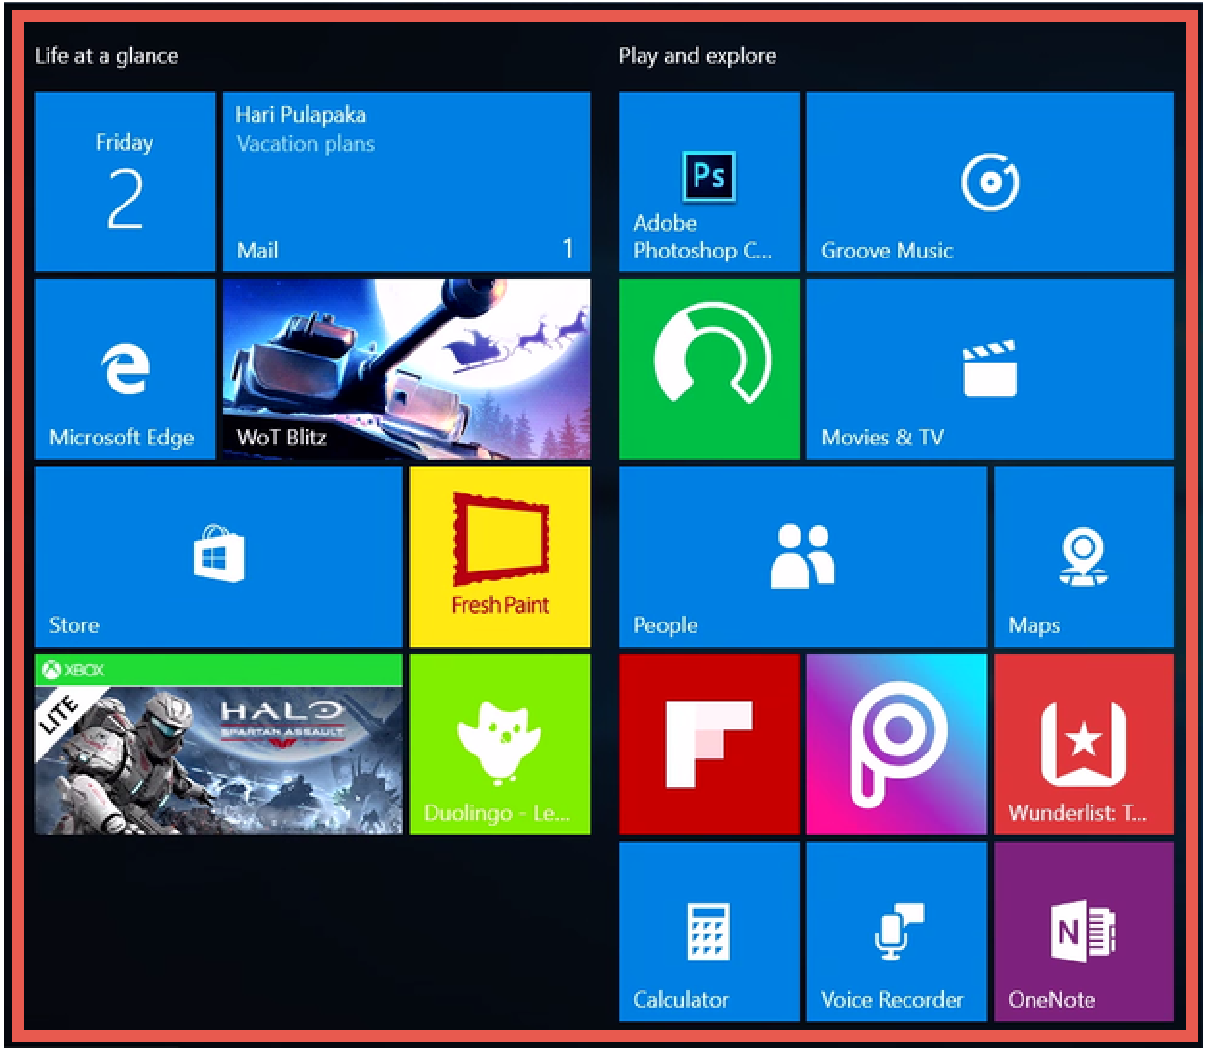 Life at a glance
Friday
2
Hari Pulapaka
Vacation plans
Mail
1
Microsoft Edge
WoT Blitz
Store
Fresh Paint
XBOX
LITE
HALO
SPARTAN ASSAULT
Duolingo - Le...
Play and explore
Ps
Adobe
Photoshop C...
Groove Music
Movies & TV
People
Maps
Wunderlist: T...
Calculator
Voice Recorder
N
OneNote